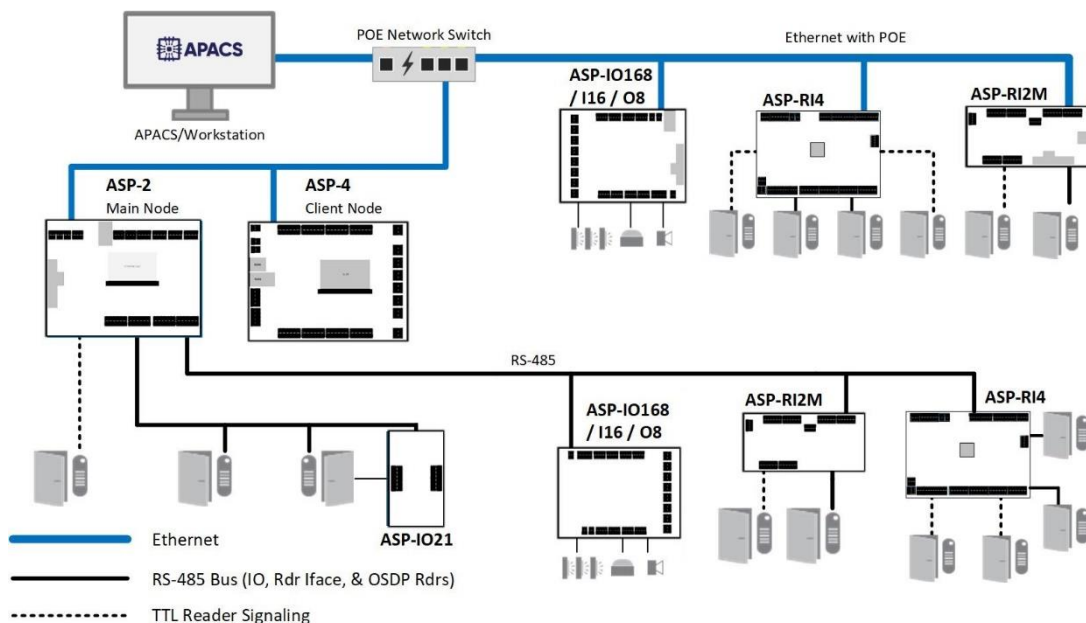 APACS
POE Network Switch
Ethernet with POE
APACS/Workstation
ASP-IO168
/ I16 / O8
ASP-RI4
ASP-RI2M
ASP-2
Main Node
ASP-4
Client Node
RS-485
ASP-IO168
/ I16 / O8
ASP-RI2M
ASP-RI4
ASP-IO21
Ethernet
RS-485 Bus (IO, Rdr Iface, & OSDP Rdrs)
TTL Reader Signaling